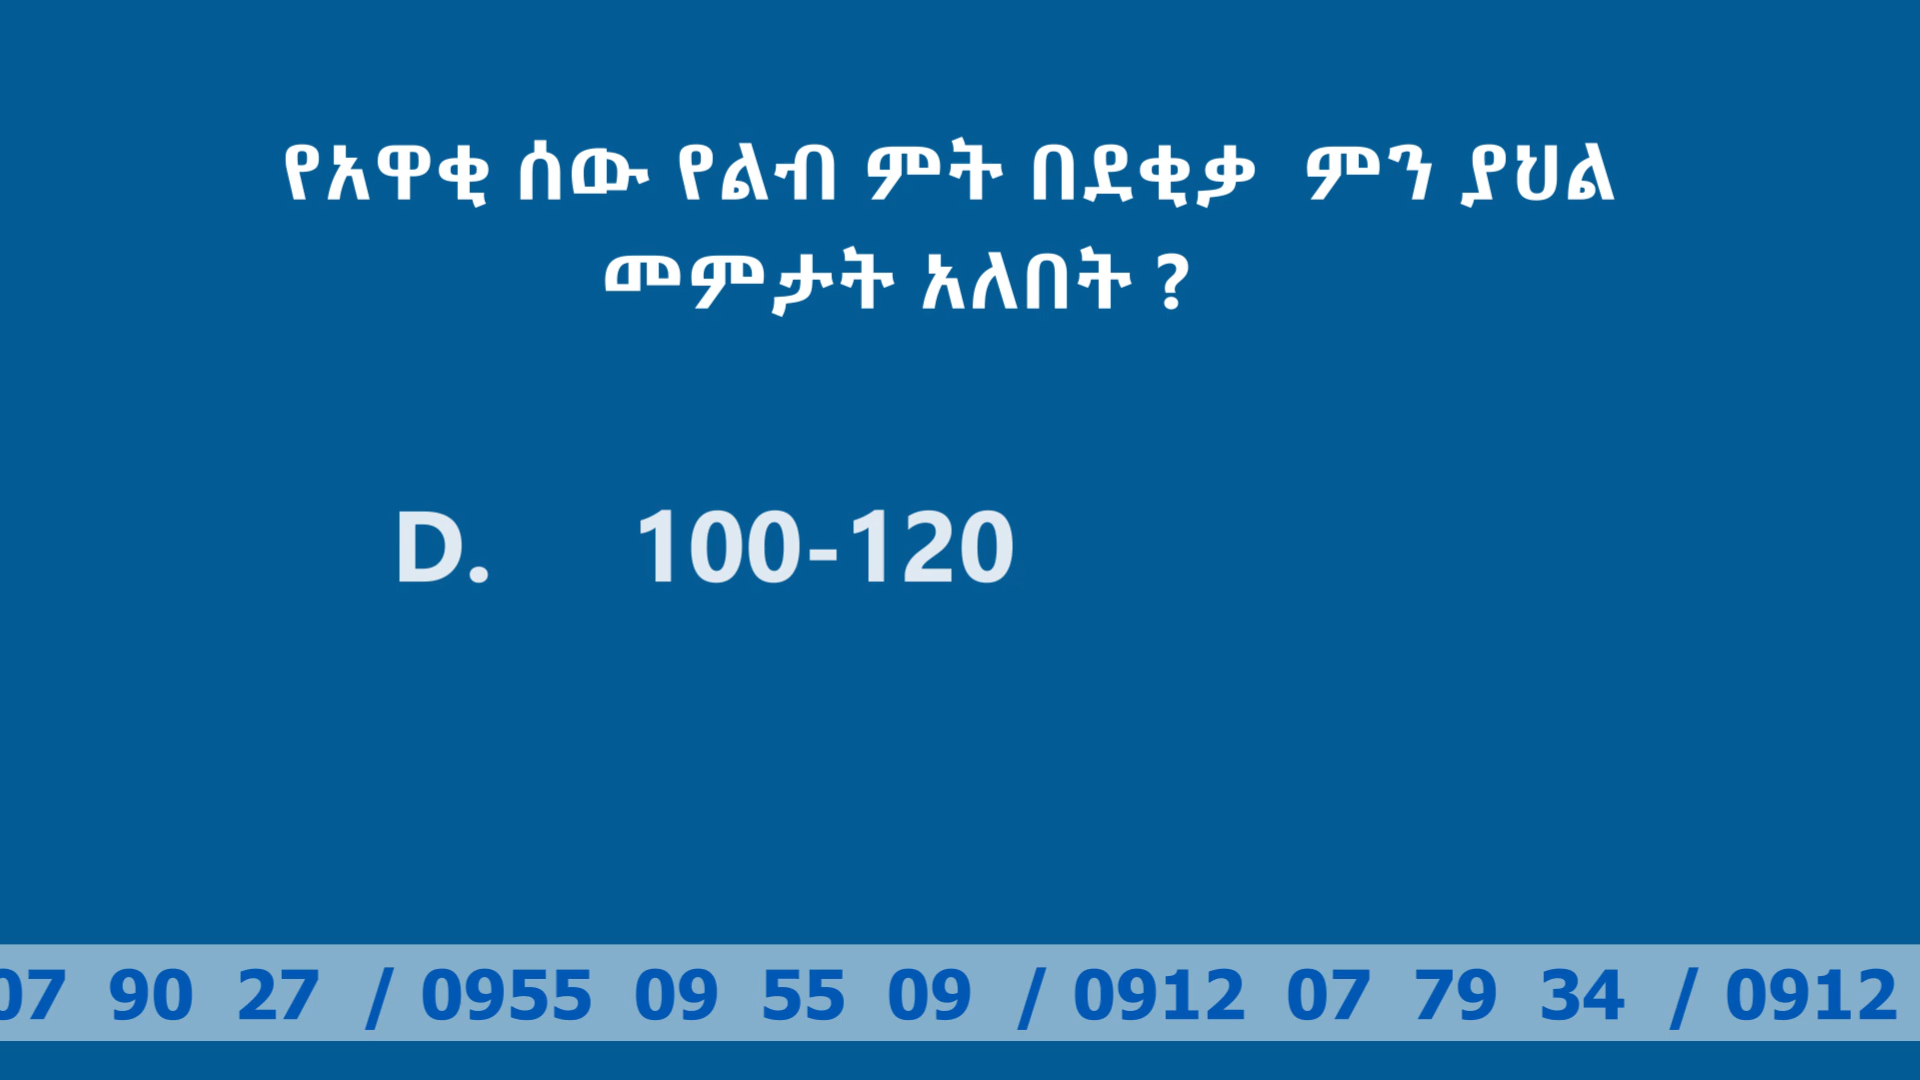 የአዋቂ ሰው የልብ ምት በደቂቃ ምን ያህል
መምታት አለበት ?
D. 100-120
07 90 27 / 0955 09 55 09 / 0912 07 79 34 / 0912